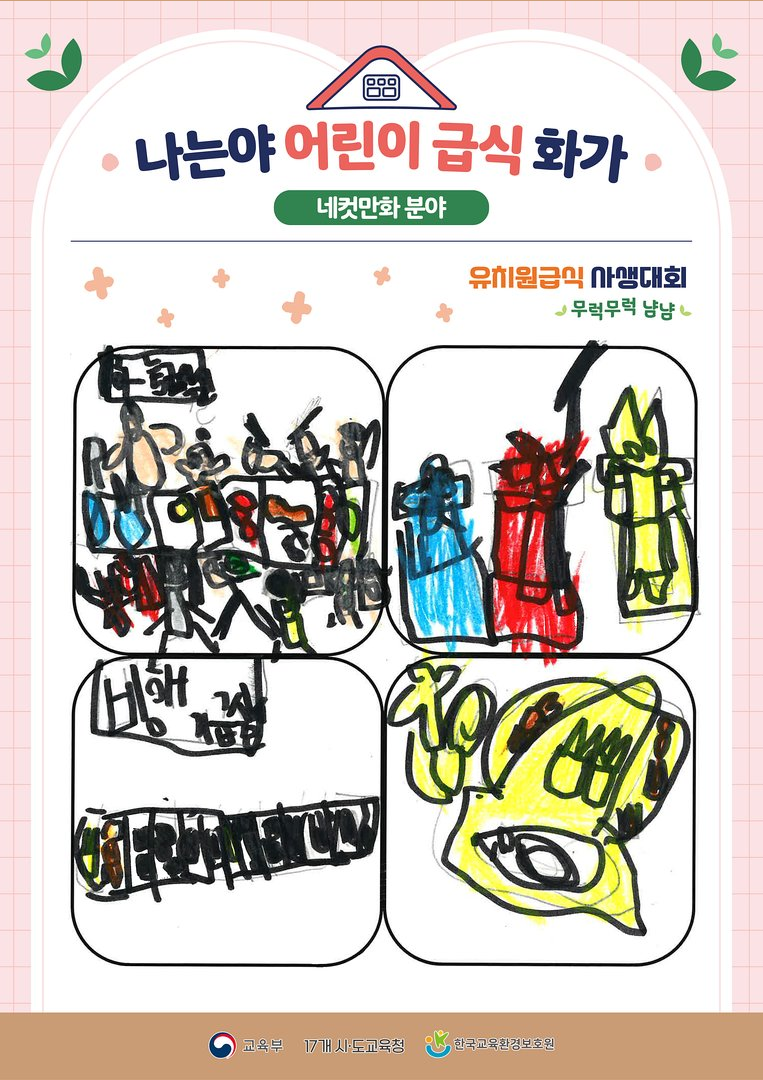 나는야 어린이 급식 화가
네컷만화 분야
유치원급식 사생대회
무럭무럭 냠냠
교육부 17개 시·도교육청 한국교육환경보호원